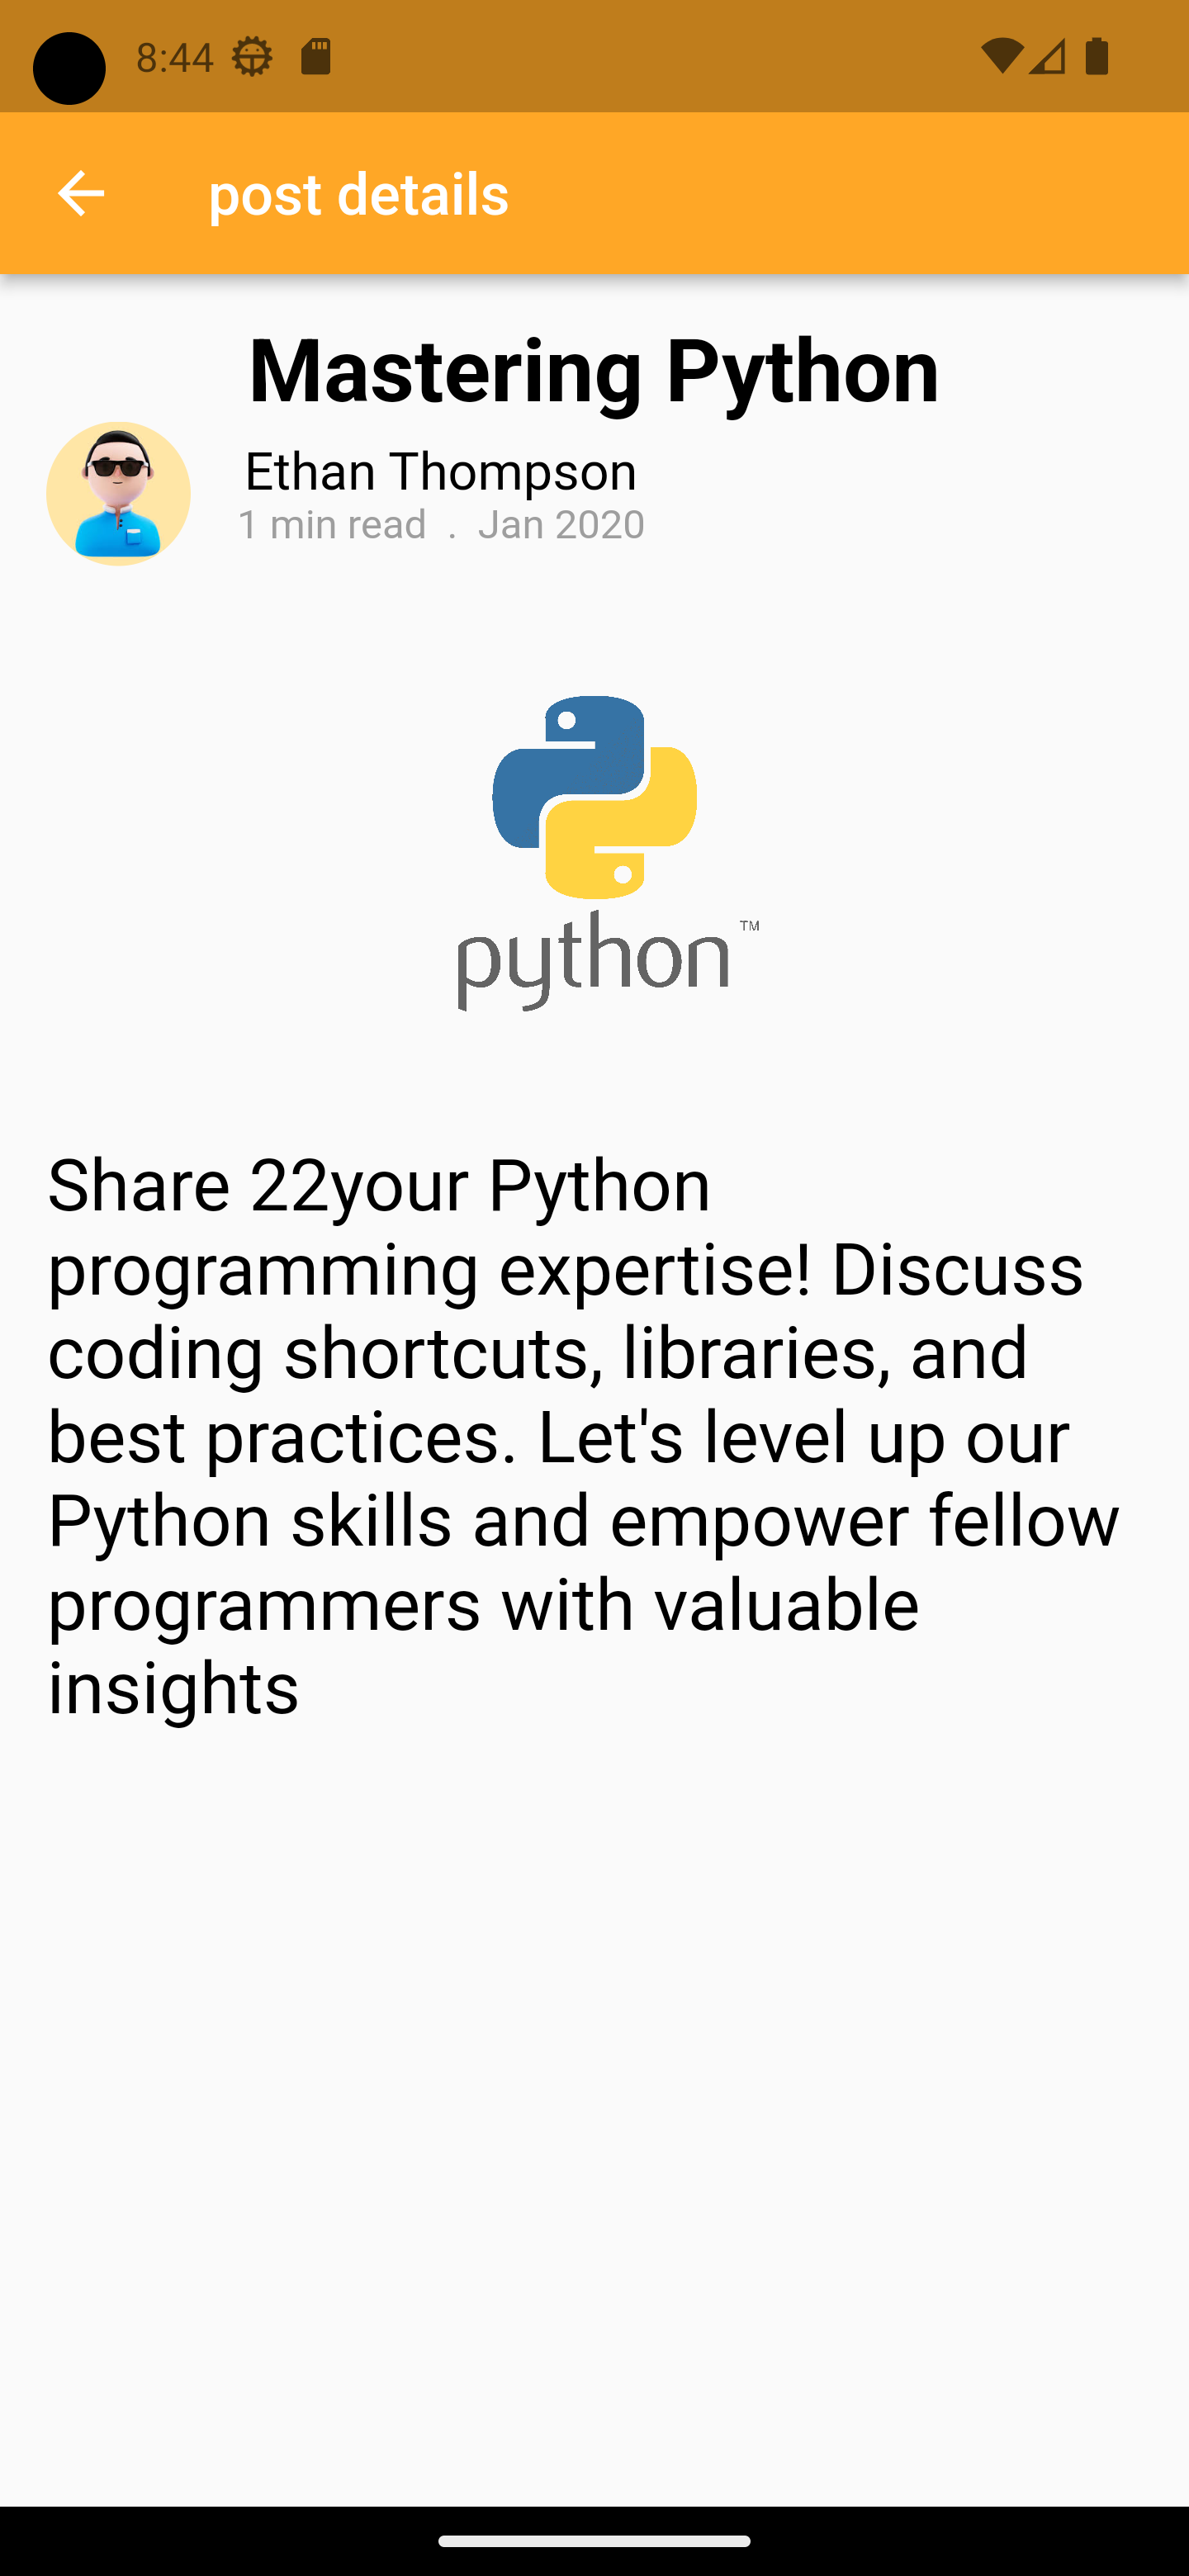 8:44
post details
Mastering Python
Ethan Thompson
1 min read . Jan 2020
python™
Share 22your Python
programming expertise! Discuss
coding shortcuts, libraries, and
best practices. Let's level up our
Python skills and empower fellow
programmers with valuable
insights